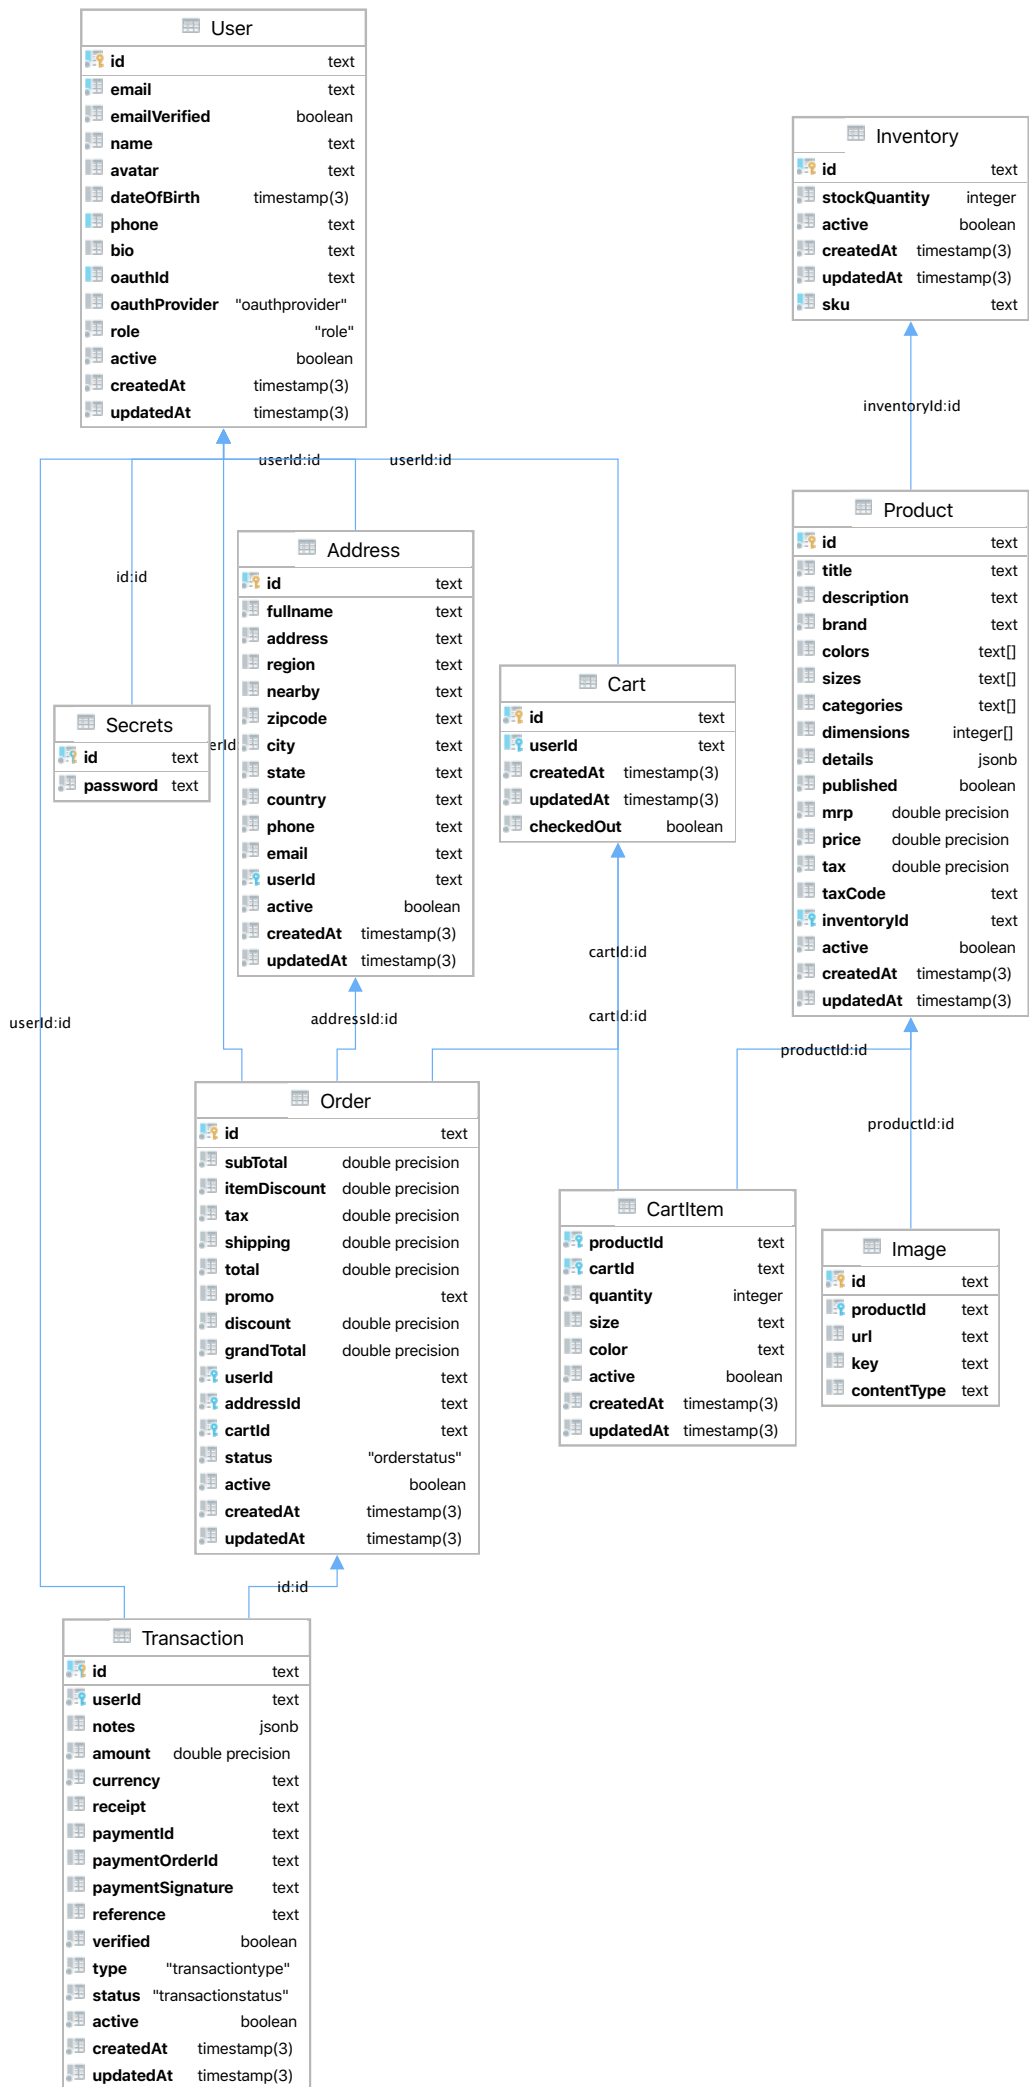 User
id text
email text
emailVerified boolean
name text
avatar text
dateOfBirth timestamp(3)
phone text
bio text
oauthId text
oauthProvider "oauthprovider"
role "role"
active boolean
createdAt timestamp(3)
updatedAt timestamp(3)
Inventory
id text
stockQuantity integer
active boolean
createdAt timestamp(3)
updatedAt timestamp(3)
sku text
inventoryId:id
userId:id
userId:id
id:id
Address
id text
fullname text
address text
region text
nearby text
zipcode text
city text
state text
country text
phone text
email text
userId text
active boolean
createdAt timestamp(3)
updatedAt timestamp(3)
Product
id text
title text
description text
brand text
colors text[]
sizes text[]
categories text[]
dimensions integer[]
details jsonb
published boolean
mrp double precision
price double precision
tax double precision
taxCode text
inventoryId text
active boolean
createdAt timestamp(3)
updatedAt timestamp(3)
Secrets
id text
password text
Cart
id text
userId text
createdAt timestamp(3)
updatedAt timestamp(3)
checkedOut boolean
cartId:id
cartId:id
userId:id
addressId:id
productId:id
productId:id
Order
id text
subTotal double precision
itemDiscount double precision
tax double precision
shipping double precision
total double precision
promo text
discount double precision
grandTotal double precision
userId text
addressId text
cartId text
status "orderstatus"
active boolean
createdAt timestamp(3)
updatedAt timestamp(3)
CartItem
productId text
cartId text
quantity integer
size text
color text
active boolean
createdAt timestamp(3)
updatedAt timestamp(3)
Image
id text
productId text
url text
key text
contentType text
id:id
Transaction
id text
userId text
notes jsonb
amount double precision
currency text
receipt text
paymentId text
paymentOrderId text
paymentSignature text
reference text
verified boolean
type "transactiontype"
status "transactionstatus"
active boolean
createdAt timestamp(3)
updatedAt timestamp(3)